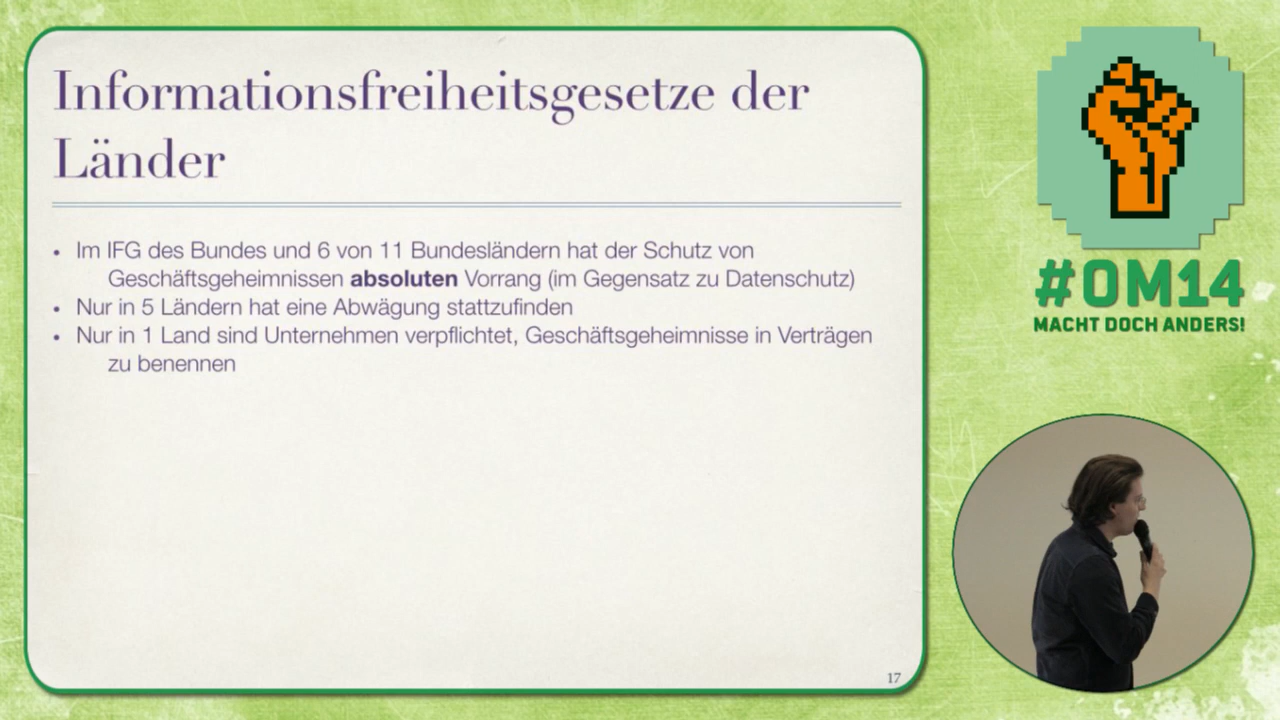 Informationsfreiheitsgesetze der
Länder
• Im IFG des Bundes und 6 von 11 Bundesländern hat der Schutz von
Geschäftsgeheimnissen absoluten Vorrang (im Gegensatz zu Datenschutz)
• Nur in 5 Ländern hat eine Abwägung stattzufinden
• Nur in 1 Land sind Unternehmen verpflichtet, Geschäftsgeheimnisse in Verträgen
zu benennen
17
#OM14
MACHT DOCH ANDERS!